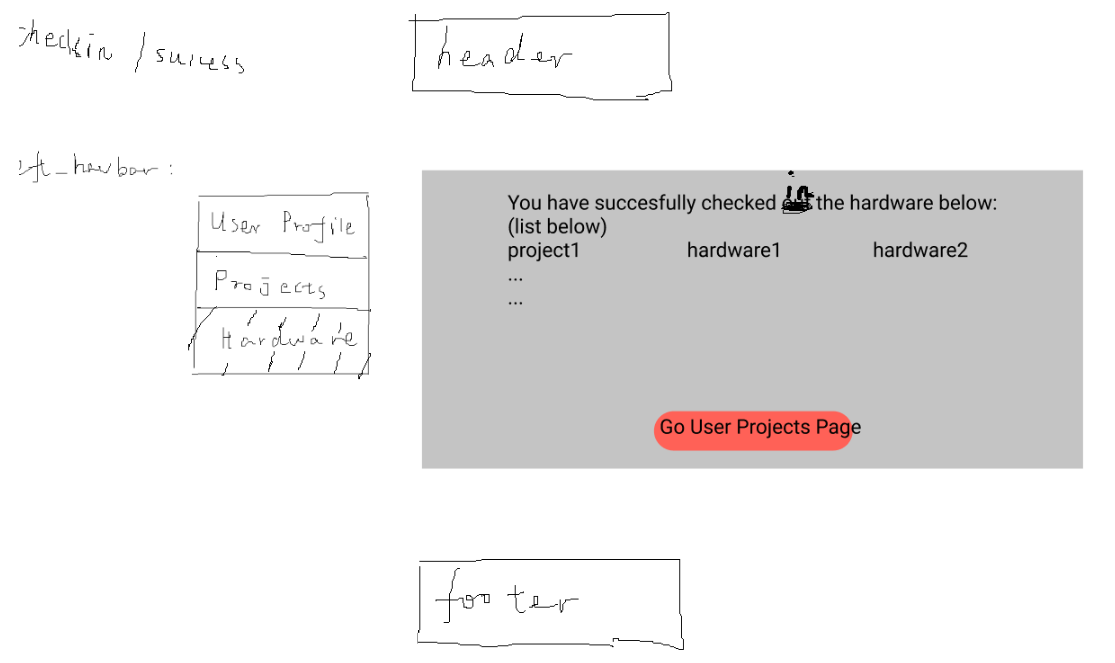 checkin / success
header
left_navbar:
User Profile
Projects
Hardware
You have succesfully checked in the hardware below:
(list below)
project1 hardware1 hardware2
...
...
Go User Projects Page
footer